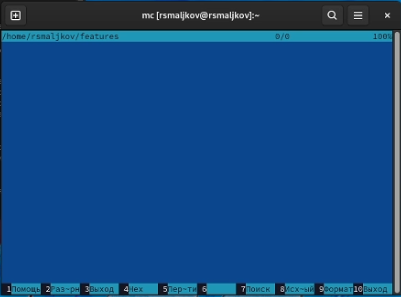 mc [rsmaljkov@rsmaljkov]:~
/home/rsmaljkov/features 0/0 100%
1Помощь 2Раз~рн 3Выход 4Hex 5Пер~ти 6 7Поиск 8Исх~ый 9Формат 10Выход